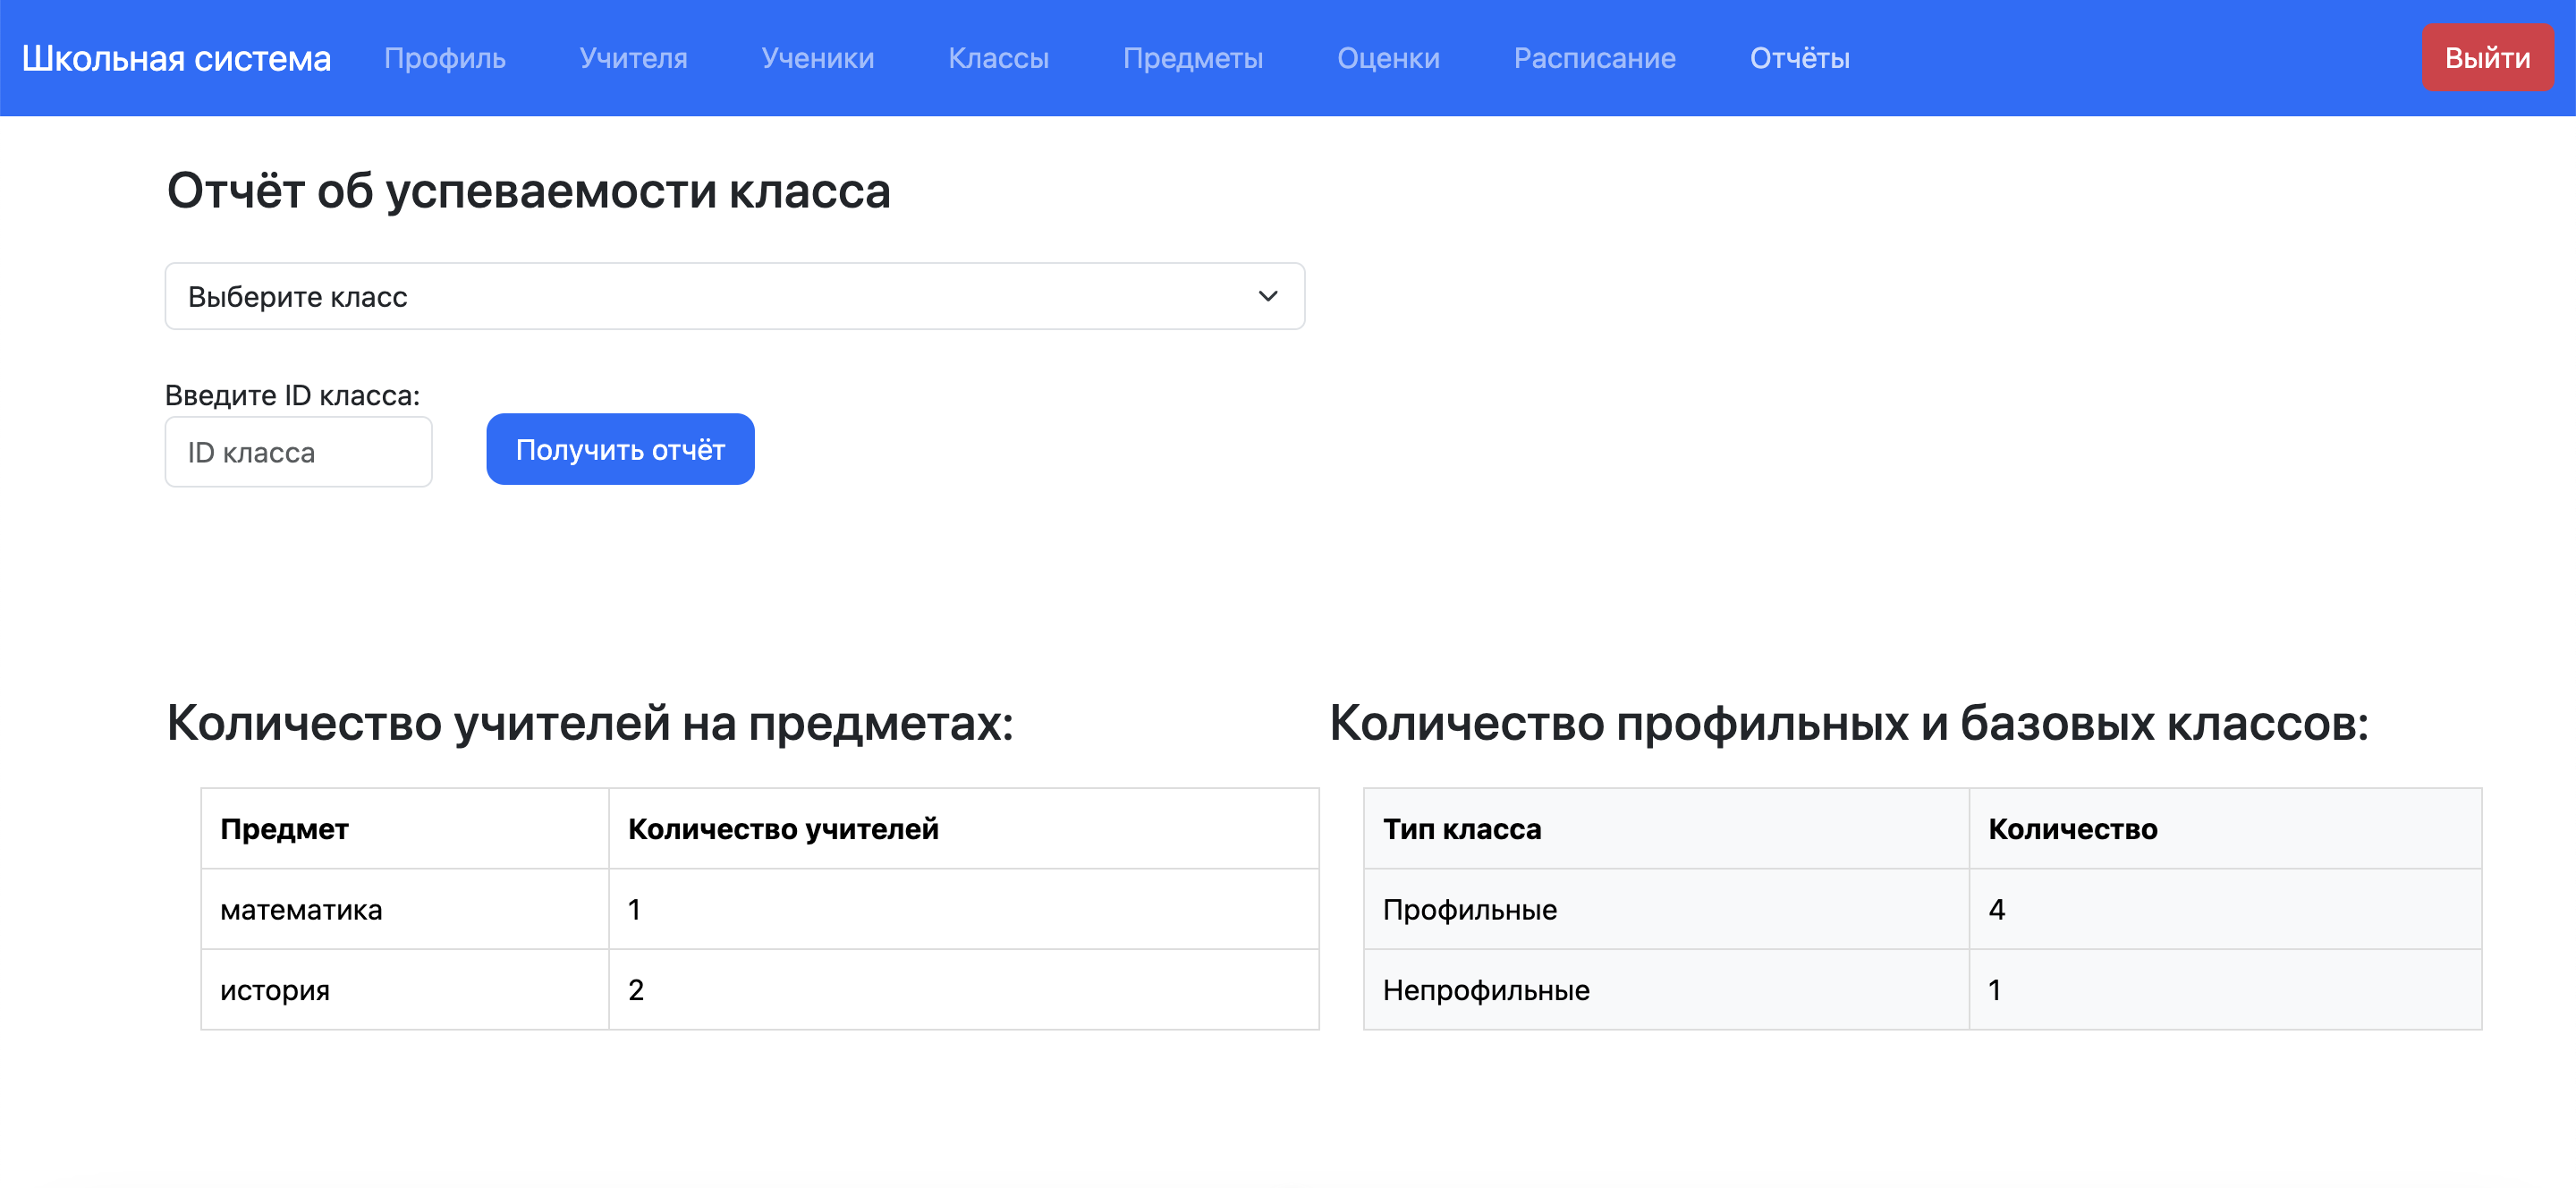 Школьная система Профиль Учителя Ученики Классы Предметы Оценки Расписание Отчёты Выйти
Отчёт об успеваемости класса
Выберите класс
Введите ID класса:
ID класса Получить отчёт
Количество учителей на предметах:
Предмет Количество учителей
математика 1
история 2
Количество профильных и базовых классов:
Тип класса Количество
Профильные 4
Непрофильные 1